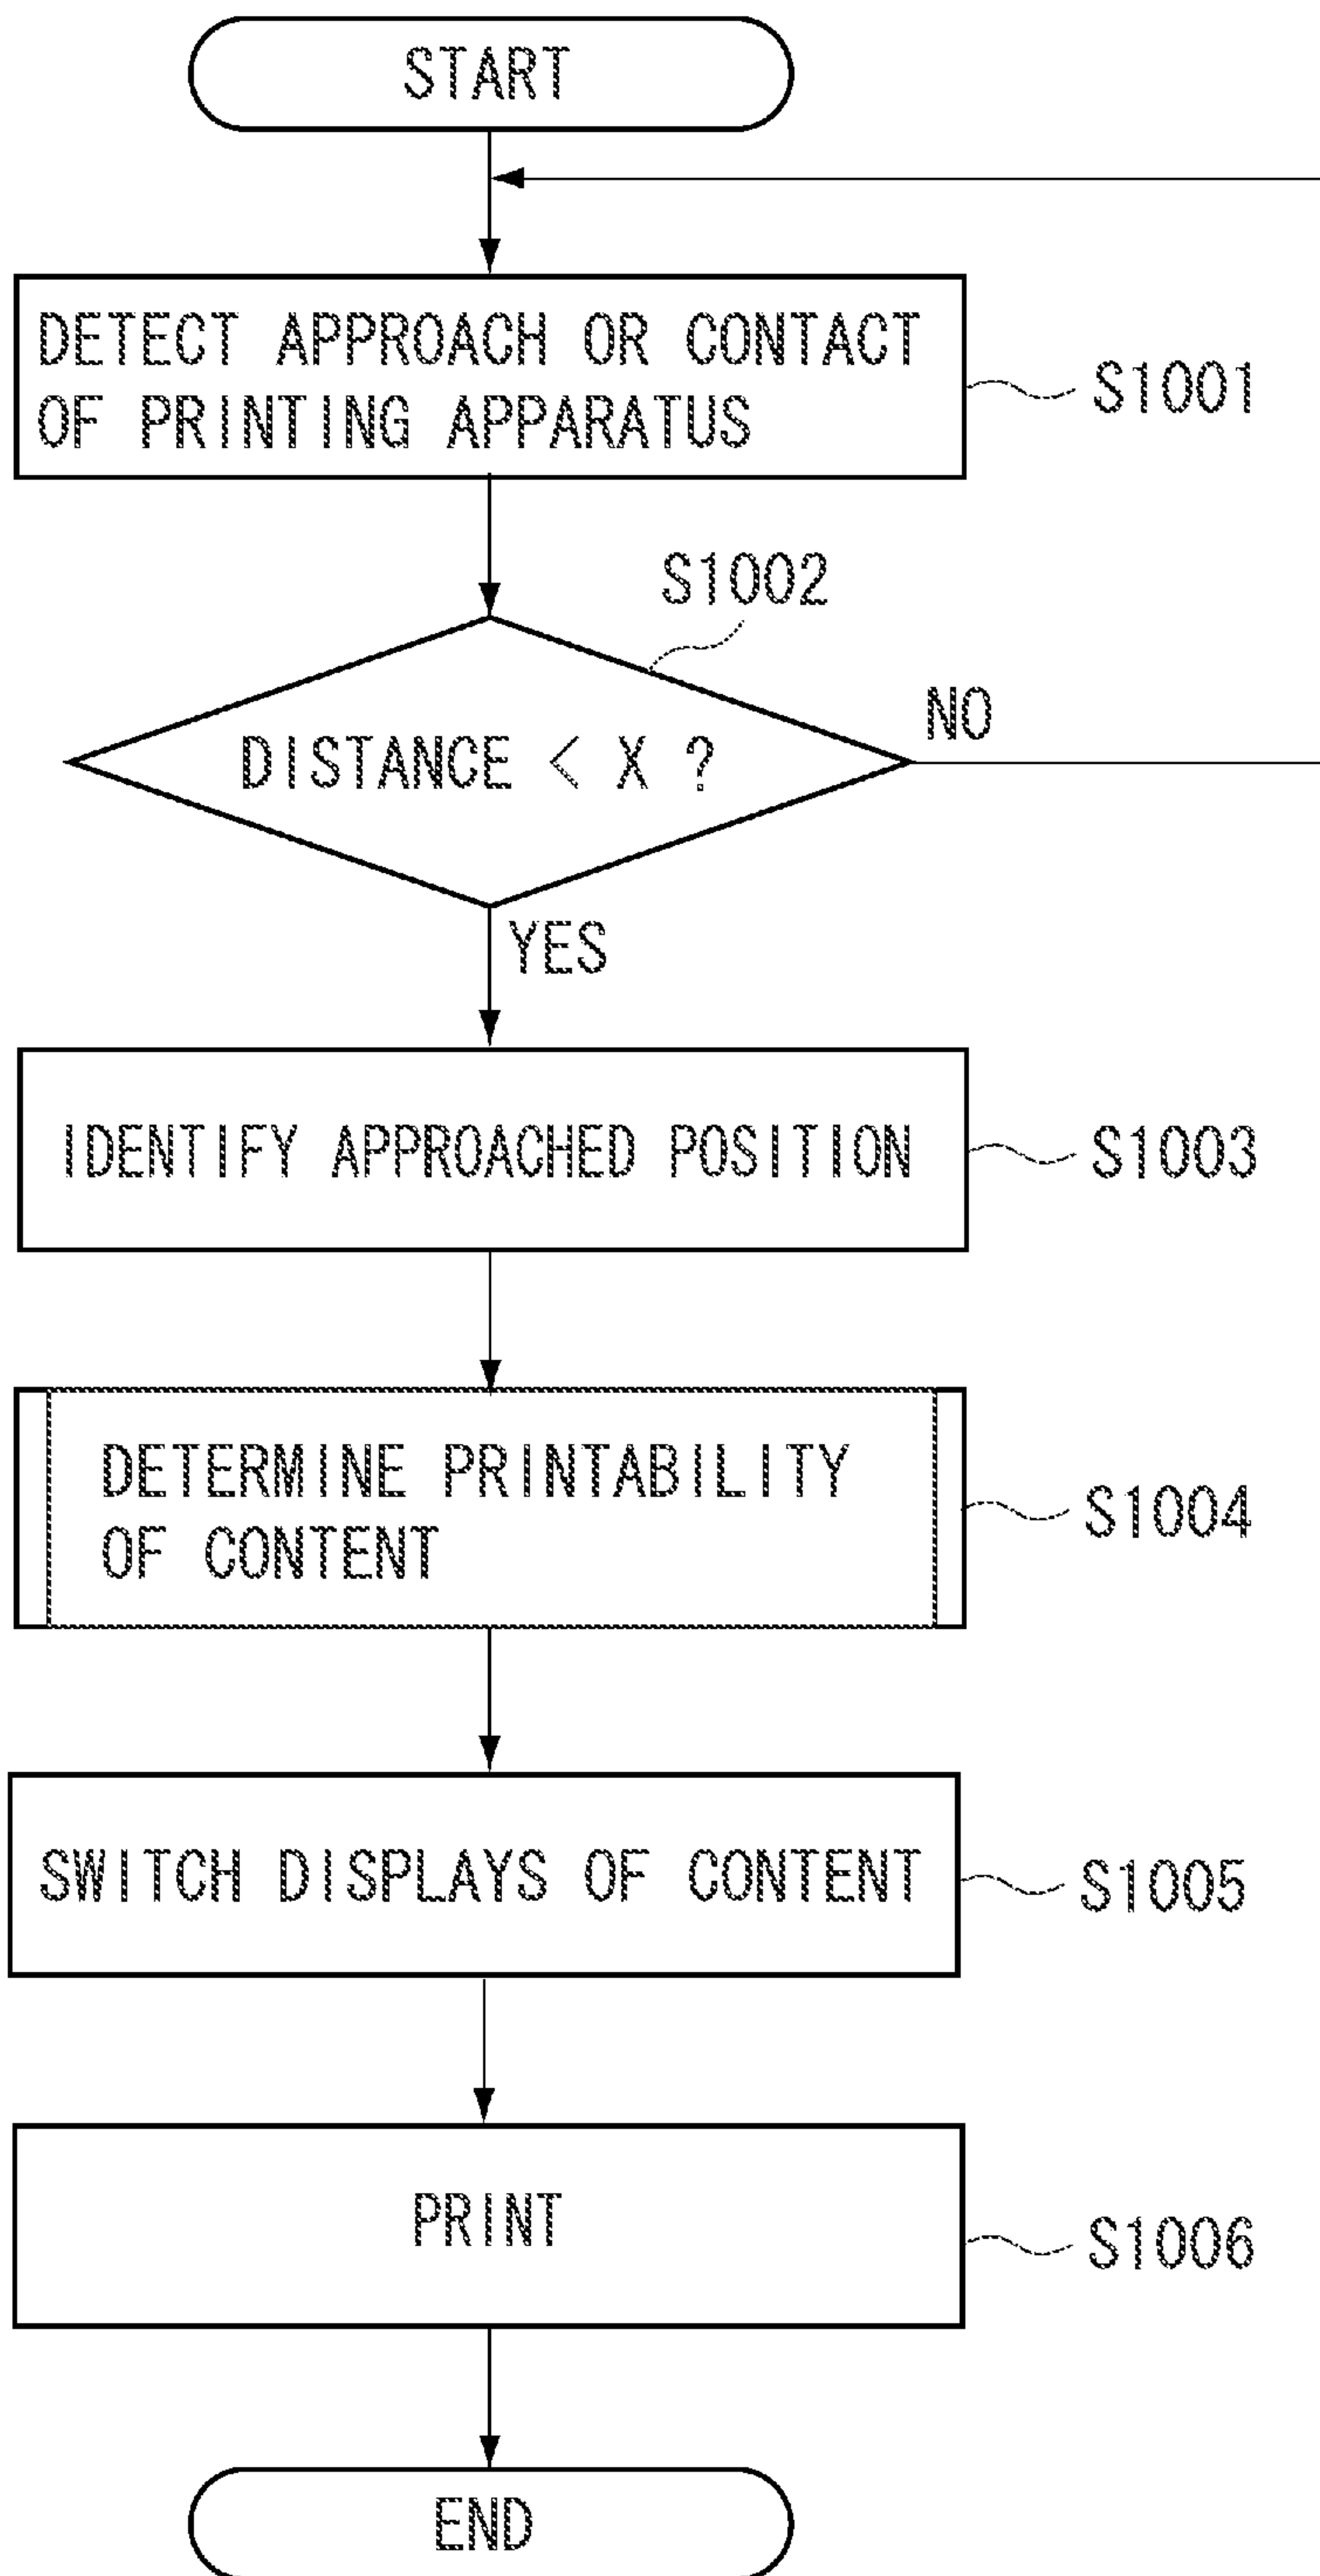 START
DETECT APPROACH OR CONTACT
OF PRINTING APPARATUS
S1001
S1002
DISTANCE < X ?
NO
YES
IDENTIFY APPROACHED POSITION
S1003
DETERMINE PRINTABILITY
OF CONTENT
S1004
SWITCH DISPLAYS OF CONTENT
S1005
PRINT
S1006
END